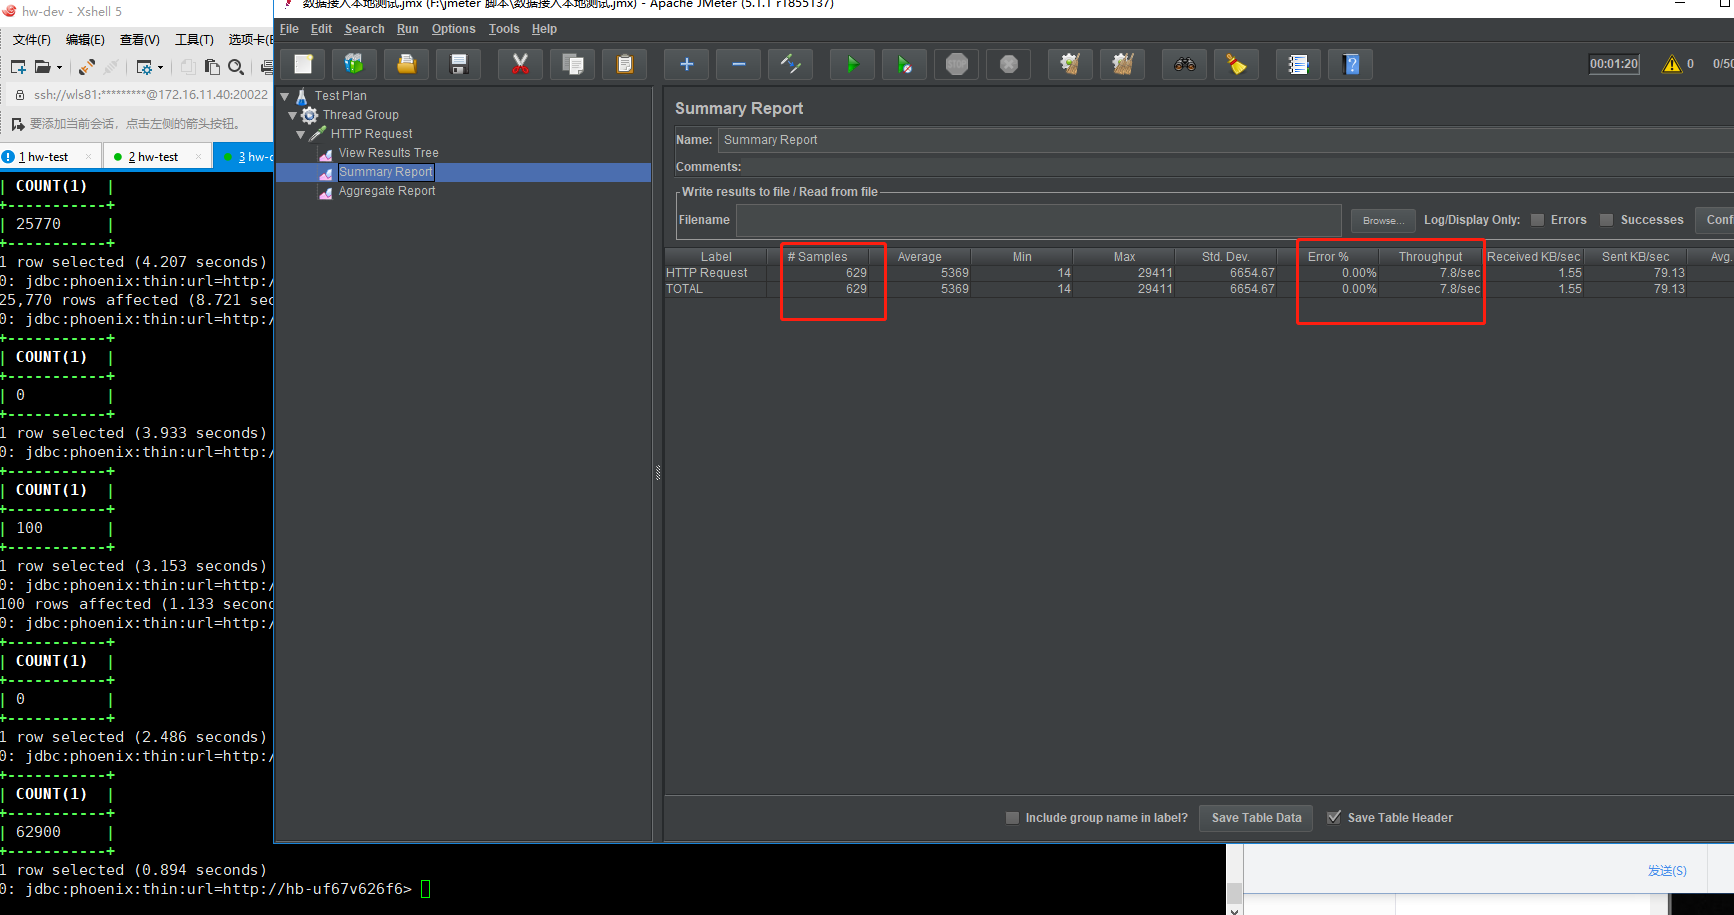 hw-dev - Xshell 5
文件(F) 编辑(E) 查看(V) 工具(T) 选项卡(B
ssh://wls81:*********@172.16.11.40:20022
要添加当前会话，点击左侧的箭头按钮。
1 hw-test × 2 hw-test × 3 hw-d
| COUNT(1) |
+-----------+
| 25770 |
+-----------+
1 row selected (4.207 seconds)
0: jdbc:phoenix:thin:url=http:/
25,770 rows affected (8.721 sec
0: jdbc:phoenix:thin:url=http:/
+-----------+
| COUNT(1) |
+-----------+
| 0 |
+-----------+
1 row selected (3.933 seconds)
0: jdbc:phoenix:thin:url=http:/
+-----------+
| COUNT(1) |
+-----------+
| 100 |
+-----------+
1 row selected (3.153 seconds)
0: jdbc:phoenix:thin:url=http:/
100 rows affected (1.133 second
0: jdbc:phoenix:thin:url=http:/
+-----------+
| COUNT(1) |
+-----------+
| 0 |
+-----------+
1 row selected (2.486 seconds)
0: jdbc:phoenix:thin:url=http:/
+-----------+
| COUNT(1) |
+-----------+
| 62900 |
+-----------+
1 row selected (0.894 seconds)
0: jdbc:phoenix:thin:url=http://hb-uf67v626f6>
数据接入本地测试.jmx (F:\jmeter 脚本\数据接入本地测试.jmx) - Apache JMeter (5.1.1 r1855137)
File Edit Search Run Options Tools Help
STOP
00:01:20 0 0/50
Test Plan
Thread Group
HTTP Request
View Results Tree
Summary Report
Aggregate Report
Summary Report
Name: Summary Report
Comments:
Write results to file / Read from file
Filename Browse... Log/Display Only: Errors Successes Conf
Label # Samples Average Min Max Std. Dev. Error % Throughput Received KB/sec Sent KB/sec Avg.
HTTP Request 629 5369 14 29411 6654.67 0.00% 7.8/sec 1.55 79.13
TOTAL 629 5369 14 29411 6654.67 0.00% 7.8/sec 1.55 79.13
Include group name in label? Save Table Data Save Table Header
发送(S)